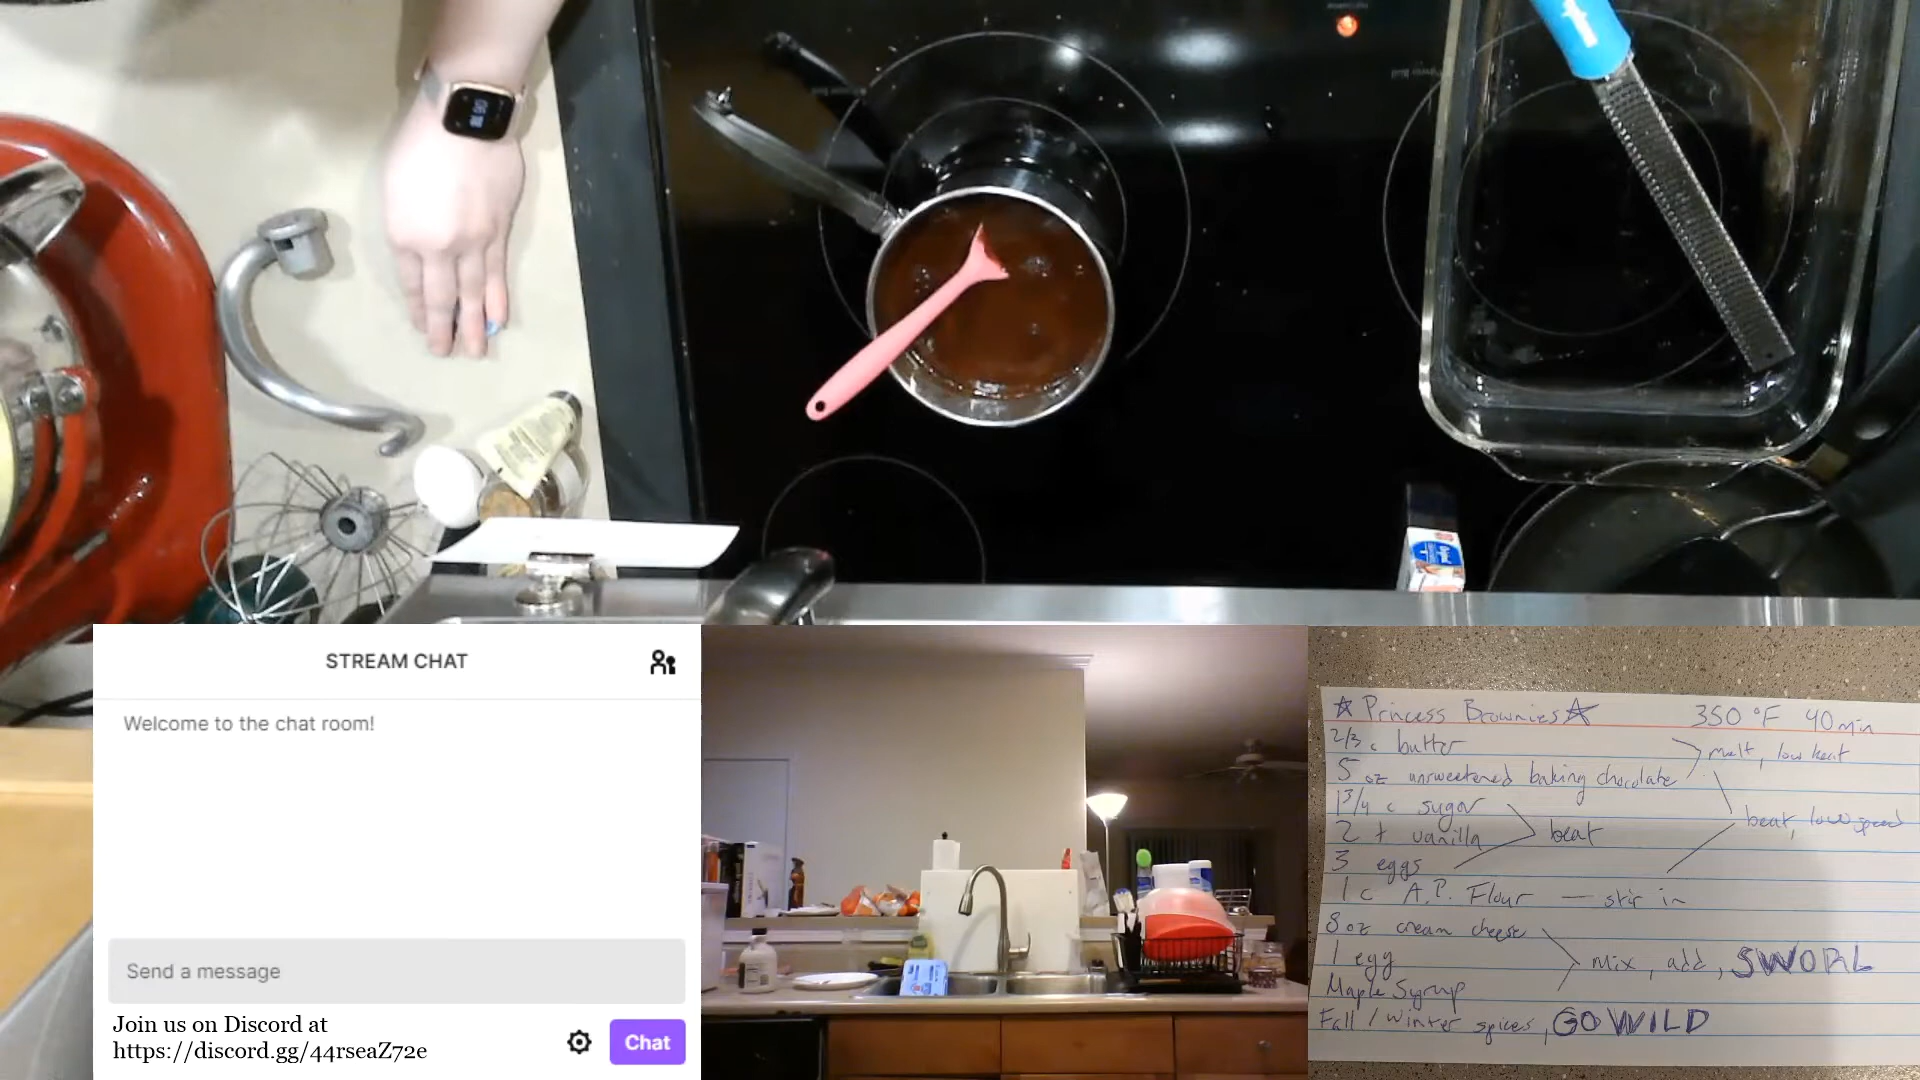 STREAM CHAT
Welcome to the chat room!
Send a message
Join us on Discord at
https://discord.gg/44rseaZ72e
Chat
☆ Princess Brownies ☆ 350 °F 40 min
2/3 c butter
melt, low heat
5 oz unsweetened baking chocolate
1 3/4 c sugar
beat, low speed
2 t vanilla
beat
3 eggs
1 c A.P. Flour — stir in
8 oz cream cheese
1 egg
mix, add, SWORL
Maple Syrup
Fall / Winter spices, GO WILD